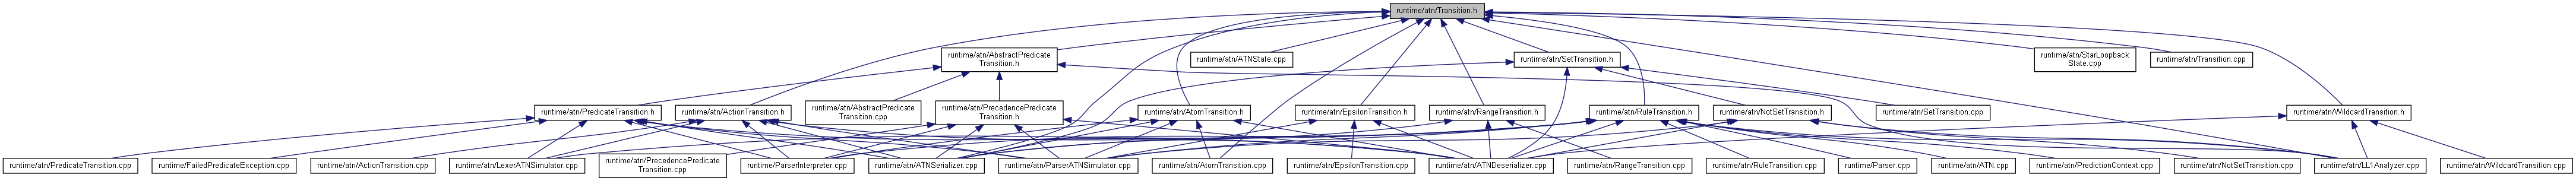 runtime/atn/Transition.h
runtime/atn/AbstractPredicate
Transition.h
runtime/atn/ATNState.cpp
runtime/atn/SetTransition.h
runtime/atn/StarLoopback
State.cpp
runtime/atn/Transition.cpp
runtime/atn/PredicateTransition.h
runtime/atn/ActionTransition.h
runtime/atn/AbstractPredicate
Transition.cpp
runtime/atn/PrecedencePredicate
Transition.h
runtime/atn/AtomTransition.h
runtime/atn/EpsilonTransition.h
runtime/atn/RangeTransition.h
runtime/atn/RuleTransition.h
runtime/atn/NotSetTransition.h
runtime/atn/SetTransition.cpp
runtime/atn/WildcardTransition.h
runtime/atn/PredicateTransition.cpp
runtime/FailedPredicateException.cpp
runtime/atn/ActionTransition.cpp
runtime/atn/LexerATNSimulator.cpp
runtime/atn/PrecedencePredicate
Transition.cpp
runtime/ParserInterpreter.cpp
runtime/atn/ATNSerializer.cpp
runtime/atn/ParserATNSimulator.cpp
runtime/atn/AtomTransition.cpp
runtime/atn/EpsilonTransition.cpp
runtime/atn/ATNDeserializer.cpp
runtime/atn/RangeTransition.cpp
runtime/atn/RuleTransition.cpp
runtime/Parser.cpp
runtime/atn/ATN.cpp
runtime/atn/PredictionContext.cpp
runtime/atn/NotSetTransition.cpp
runtime/atn/LL1Analyzer.cpp
runtime/atn/WildcardTransition.cpp